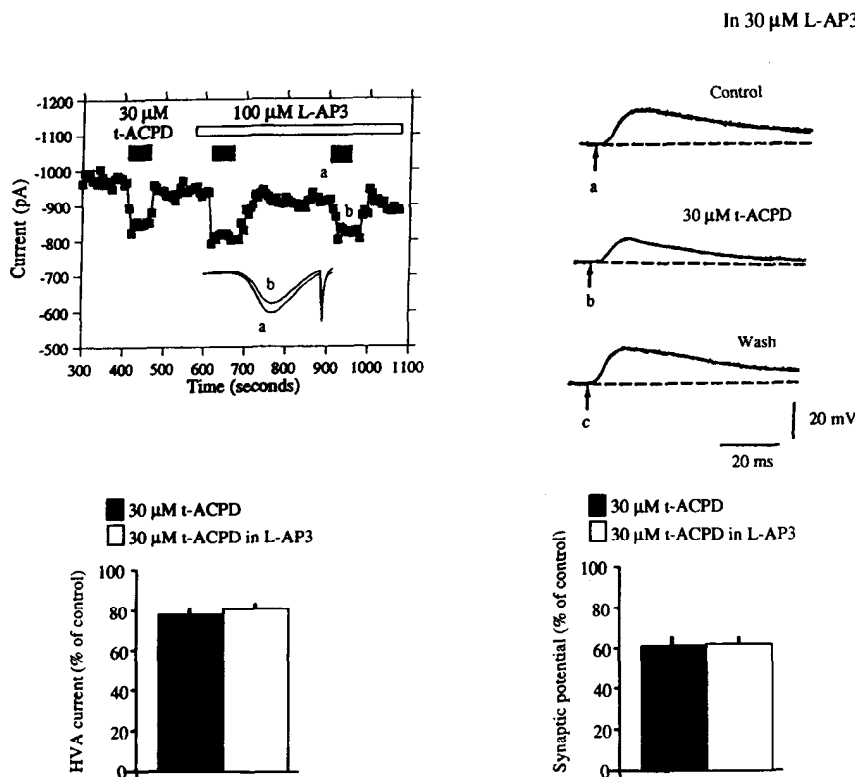 In 30 µM L-AP3
-1200
-1100
-1000
-900
-800
-700
-600
-500
Current (pA)
30 µM
t-ACPD
100 µM L-AP3
a
b
b
a
300 400 500 600 700 800 900 1000 1100
Time (seconds)
Control
a
30 µM t-ACPD
b
Wash
c
20 mV
20 ms
30 µM t-ACPD
30 µM t-ACPD in L-AP3
HVA current (% of control)
100
80
60
40
20
0
30 µM t-ACPD
30 µM t-ACPD in L-AP3
Synaptic potential (% of control)
100
80
60
40
20
0